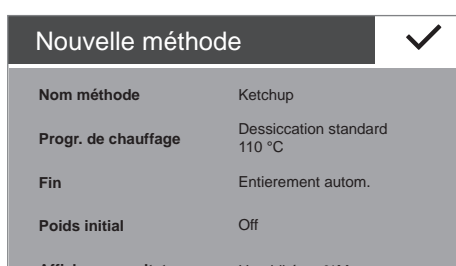 Nouvelle méthode
Nom méthode Ketchup
Progr. de chauffage Dessiccation standard
110 °C
Fin Entierement autom.
Poids initial Off